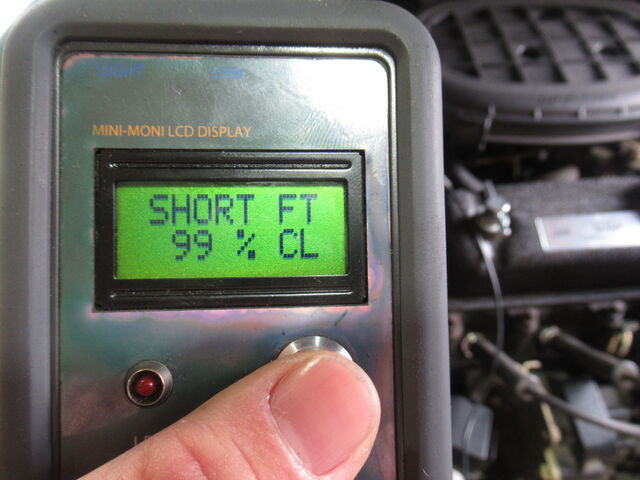 MINI-MONI LCD DISPLAY
SHORT FT
99 % CL